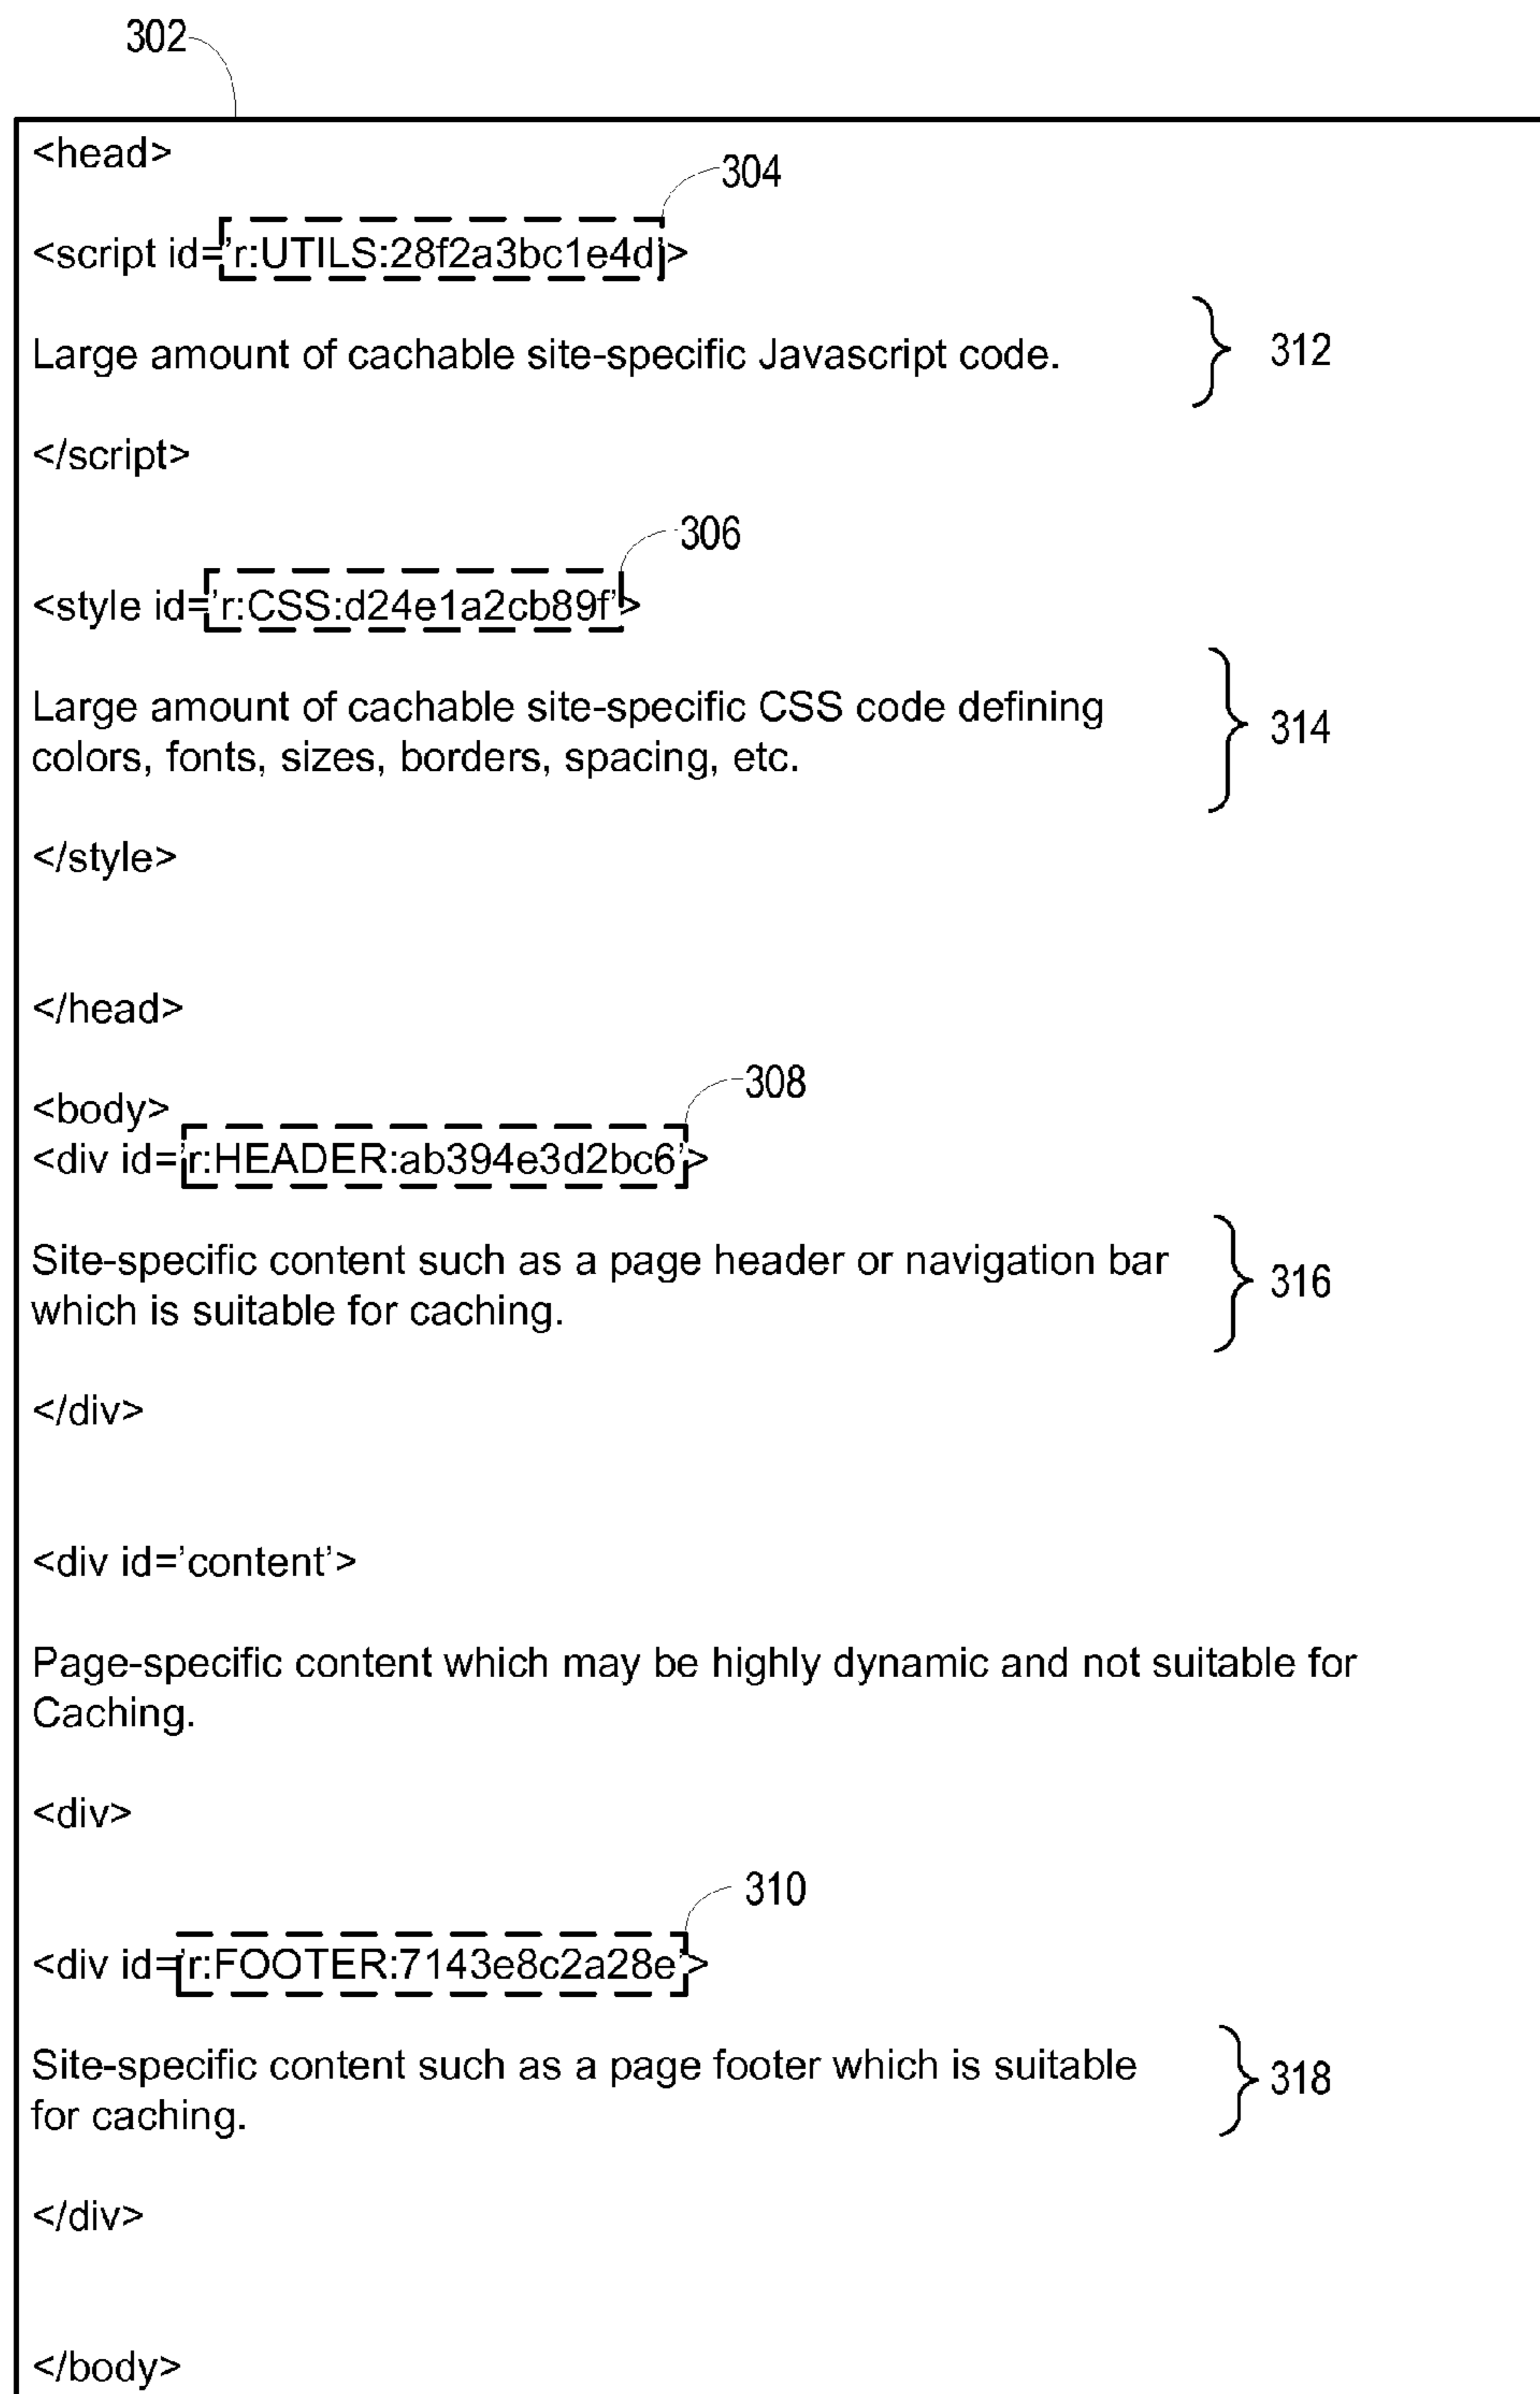 302
<head>
304
<script id='r:UTILS:28f2a3bc1e4d'>
Large amount of cachable site-specific Javascript code.
312
</script>
306
<style id='r:CSS:d24e1a2cb89f'>
Large amount of cachable site-specific CSS code defining
colors, fonts, sizes, borders, spacing, etc.
314
</style>
</head>
308
<body>
<div id='r:HEADER:ab394e3d2bc6'>
Site-specific content such as a page header or navigation bar
which is suitable for caching.
316
</div>
<div id='content'>
Page-specific content which may be highly dynamic and not suitable for
Caching.
<div>
310
<div id='r:FOOTER:7143e8c2a28e'>
Site-specific content such as a page footer which is suitable
for caching.
318
</div>
</body>